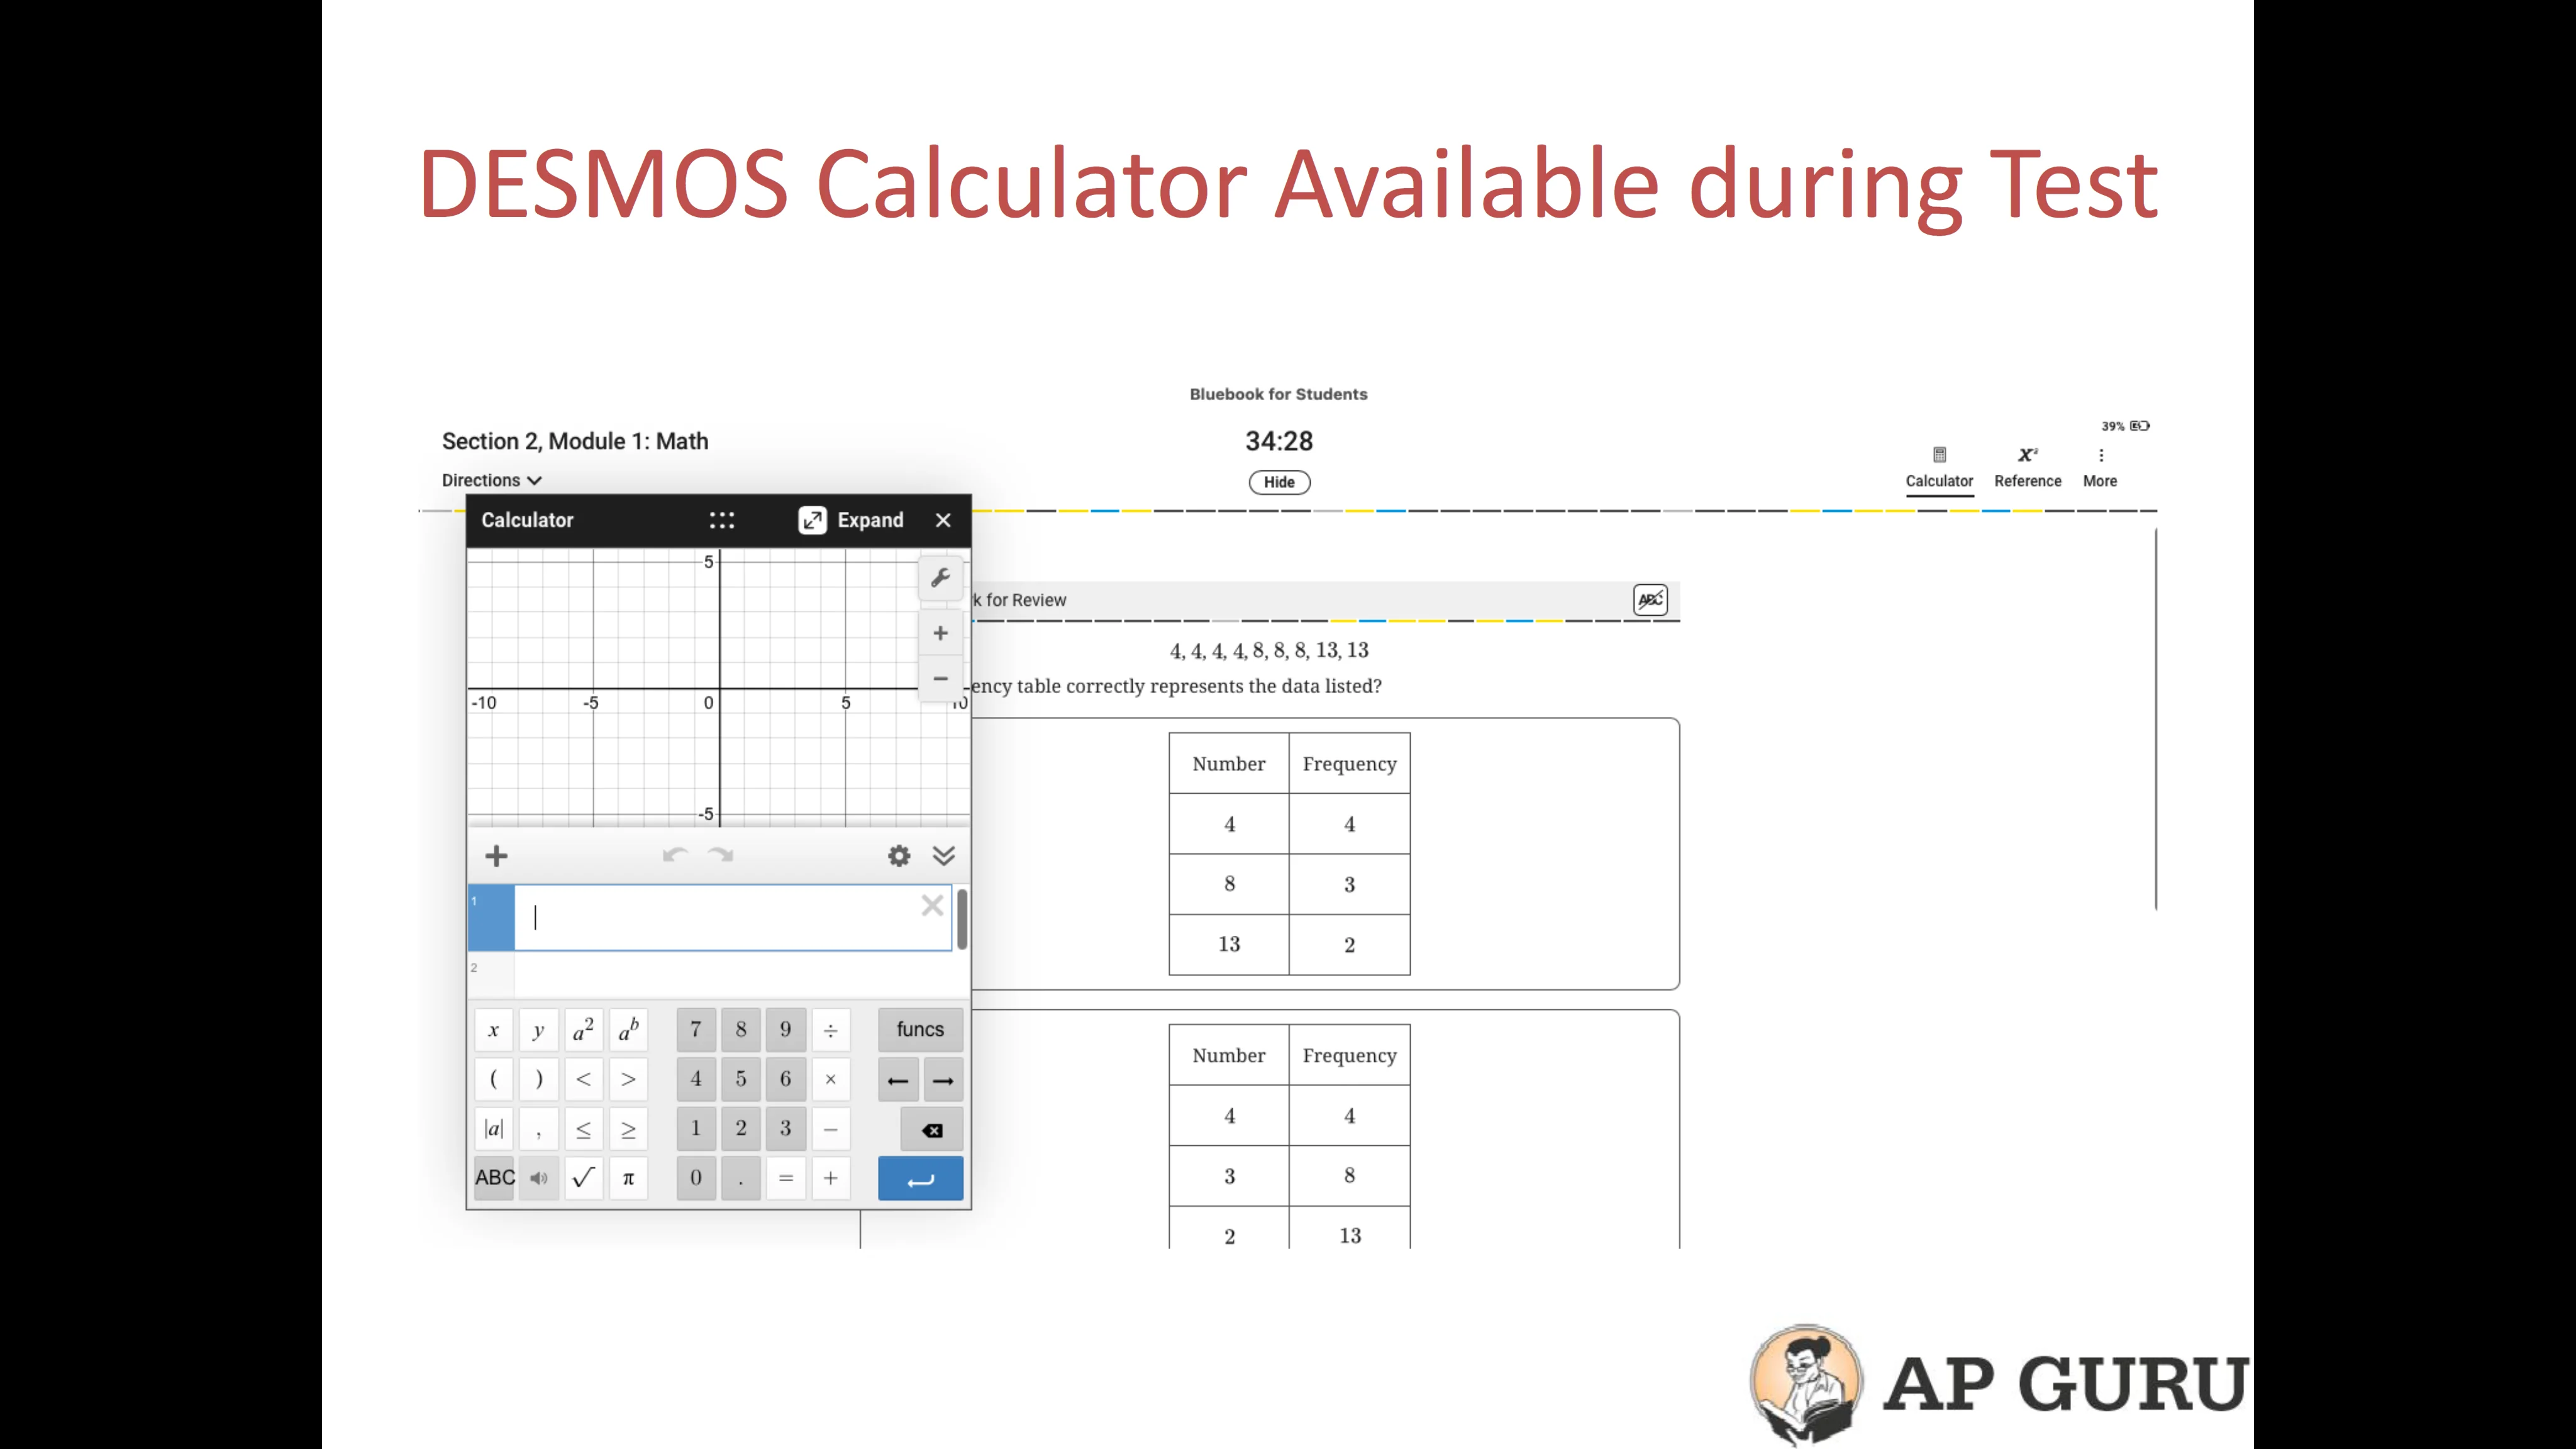 DESMOS Calculator Available during Test
Bluebook for Students
Section 2, Module 1: Math
34:28
39%
Directions
Hide
Calculator
Reference
More
Calculator
Expand
5
-10 -5 0 5 10
-5
1
2
x y a² aᵇ 7 8 9 ÷ funcs
( ) < > 4 5 6 × ← →
|a| , ≤ ≥ 1 2 3 −
ABC √ π 0 . = +
k for Review
ABC
4, 4, 4, 4, 8, 8, 8, 13, 13
ency table correctly represents the data listed?
Number Frequency
4 4
8 3
13 2
Number Frequency
4 4
3 8
2 13
AP GURU